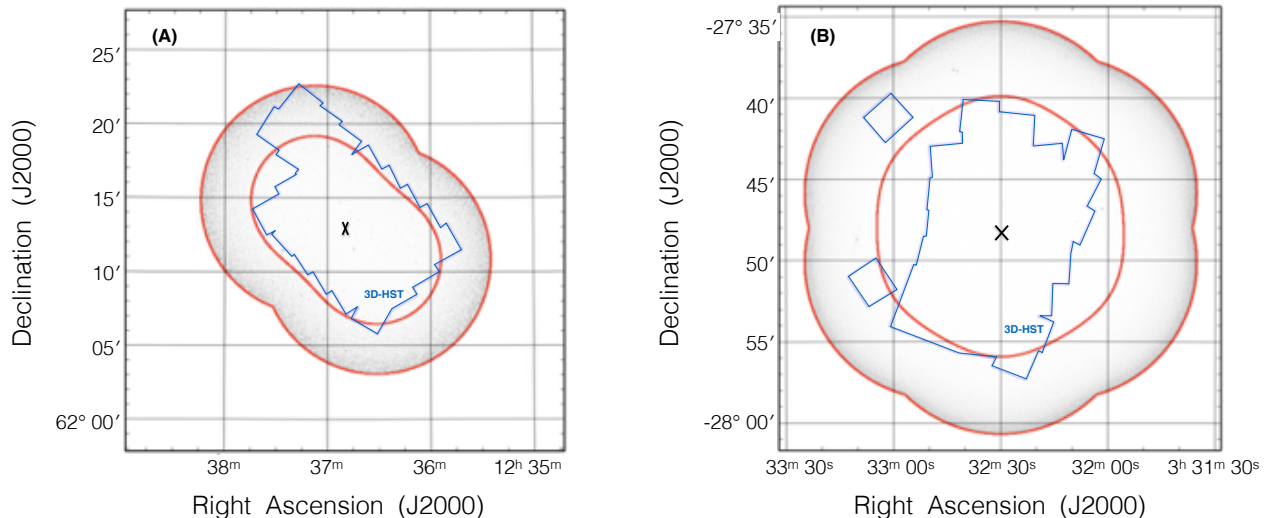 (A)
25′
20′
15′
10′
05′
62° 00′
Declination (J2000)
3D-HST
38ᵐ
37ᵐ
36ᵐ
12ʰ 35ᵐ
Right Ascension (J2000)
(B)
-27° 35′
40′
45′
50′
55′
-28° 00′
Declination (J2000)
3D-HST
33ᵐ 30ˢ
33ᵐ 00ˢ
32ᵐ 30ˢ
32ᵐ 00ˢ
3ʰ 31ᵐ 30ˢ
Right Ascension (J2000)